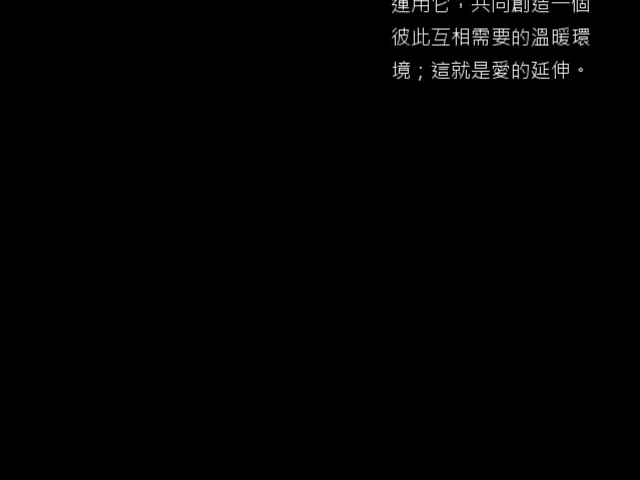 運用它，共同創造一個
彼此互相需要的溫暖環
境；這就是愛的延伸。